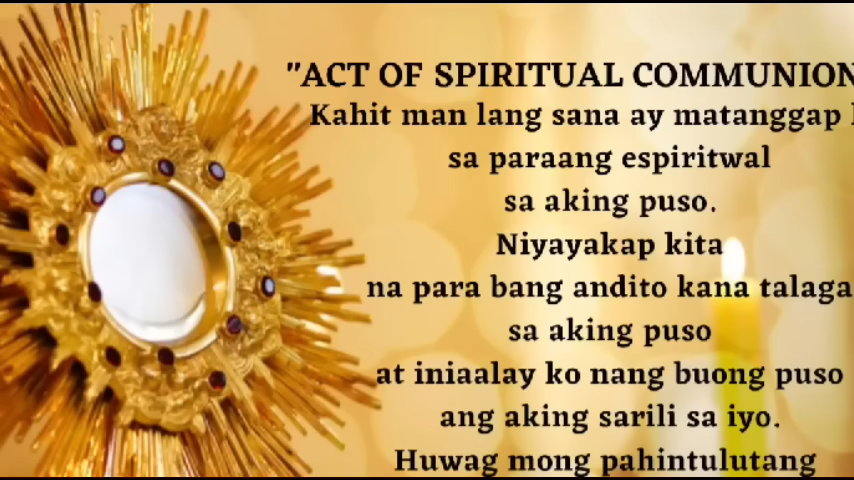 "ACT OF SPIRITUAL COMMUNION
Kahit man lang sana ay matanggap
sa paraang espiritwal
sa aking puso.
Niyayakap kita
na para bang andito kana talaga
sa aking puso
at iniaalay ko nang buong puso
ang aking sarili sa iyo.
Huwag mong pahintulutang